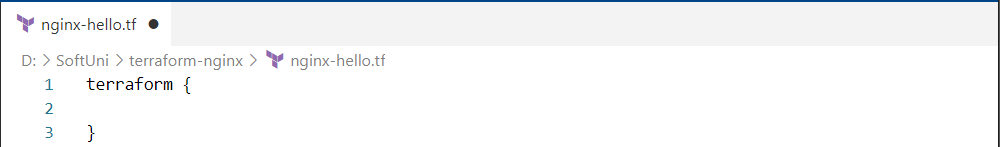 nginx-hello.tf ●
D: > SoftUni > terraform-nginx > nginx-hello.tf
1 terraform {
2
3 }